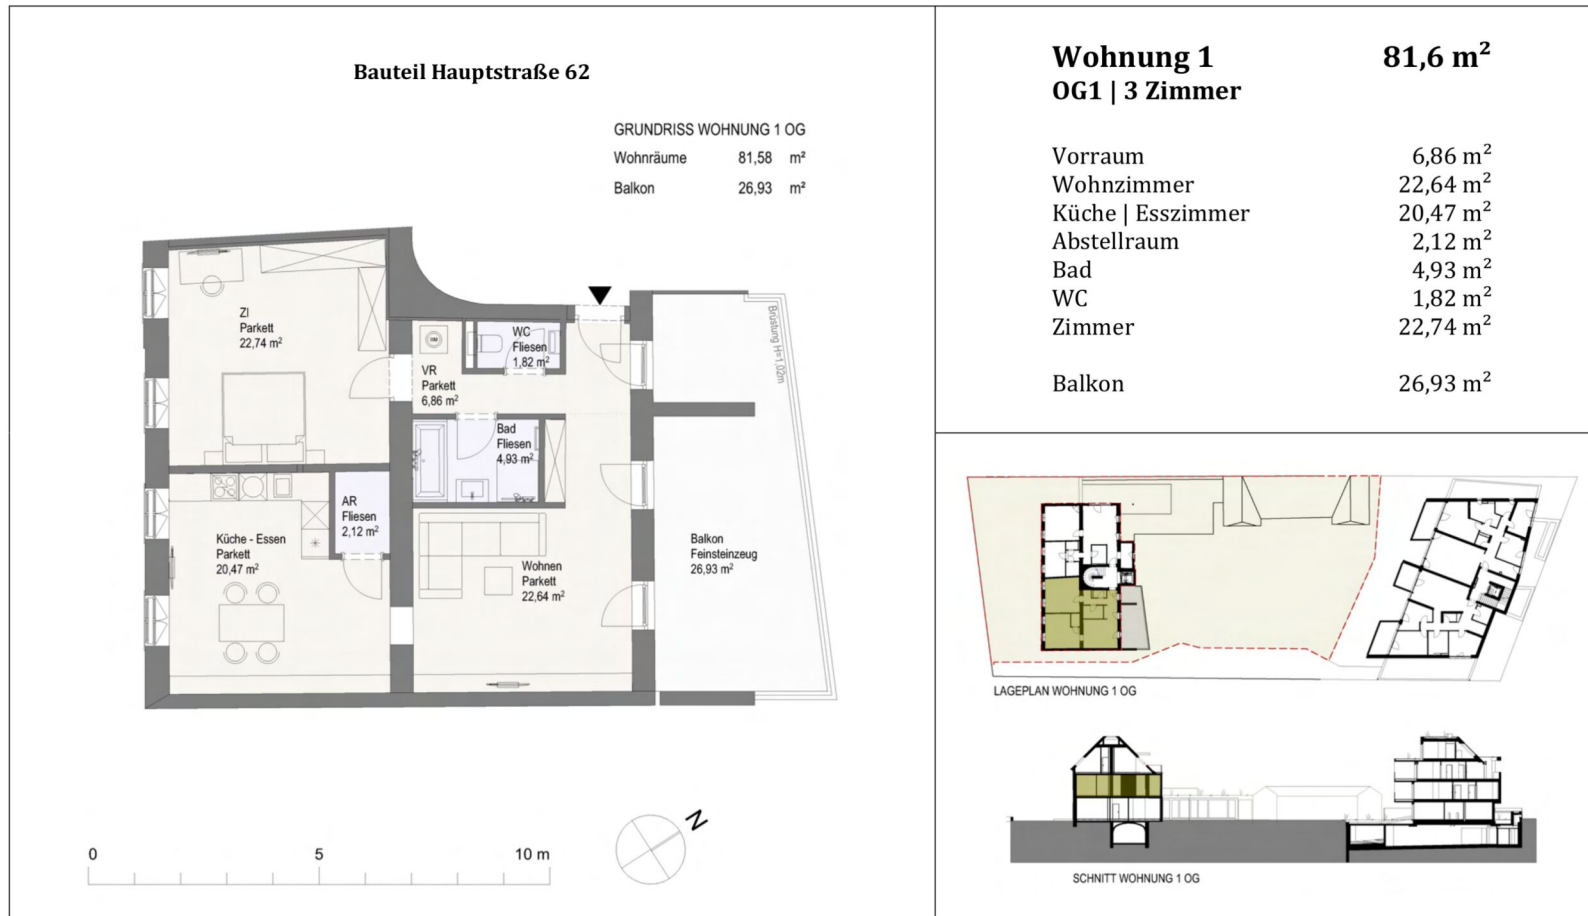 Bauteil Hauptstraße 62
GRUNDRISS WOHNUNG 1 OG
Wohnräume 81,58 m²
Balkon 26,93 m²
ZI
Parkett
22,74 m²
WC
Fliesen
1,82 m²
VR
Parkett
6,86 m²
Bad
Fliesen
4,93 m²
AR
Fliesen
2,12 m²
Küche - Essen
Parkett
20,47 m²
Wohnen
Parkett
22,64 m²
Balkon
Feinsteinzeug
26,93 m²
Brüstung H=1,02m
0 5 10 m
N
Wohnung 1 81,6 m²
OG1 | 3 Zimmer
Vorraum 6,86 m²
Wohnzimmer 22,64 m²
Küche | Esszimmer 20,47 m²
Abstellraum 2,12 m²
Bad 4,93 m²
WC 1,82 m²
Zimmer 22,74 m²
Balkon 26,93 m²
LAGEPLAN WOHNUNG 1 OG
SCHNITT WOHNUNG 1 OG